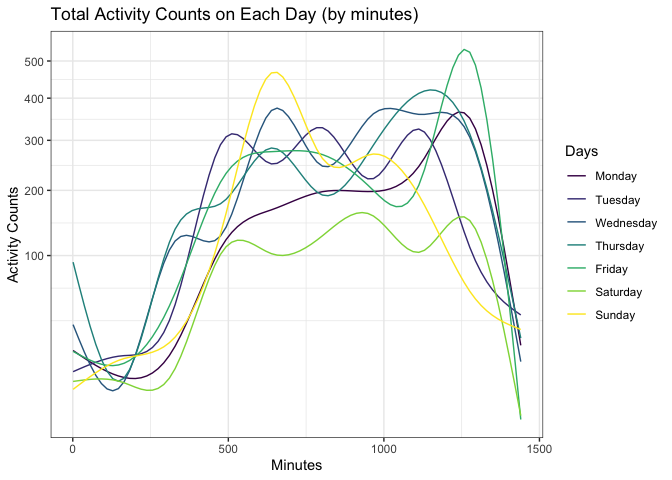 Total Activity Counts on Each Day (by minutes)
500
400
300
200
100
Activity Counts
0
500
1000
1500
Minutes
Days
Monday
Tuesday
Wednesday
Thursday
Friday
Saturday
Sunday